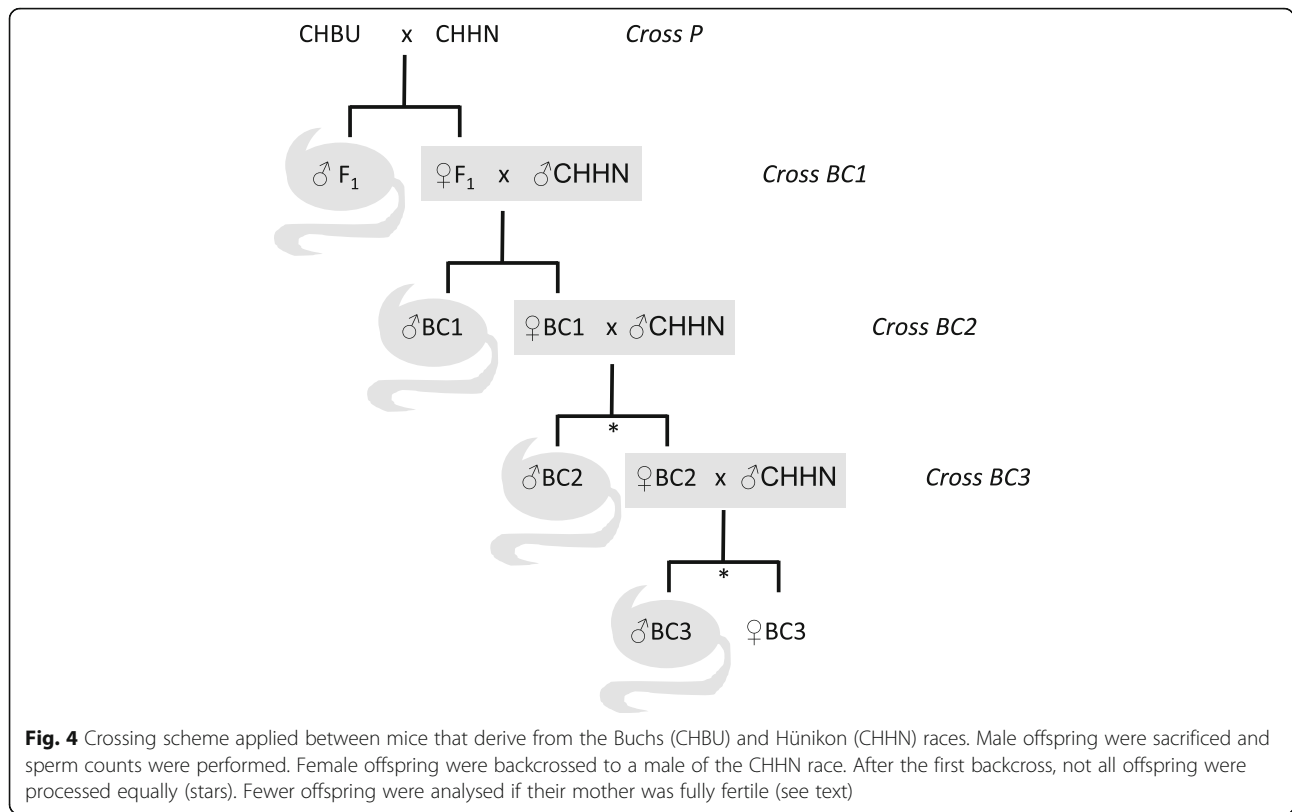 CHBU x CHHN Cross P
♂ F1 ♀F1 x ♂CHHN Cross BC1
♂BC1 ♀BC1 x ♂CHHN Cross BC2
*
♂BC2 ♀BC2 x ♂CHHN Cross BC3
*
♂BC3 ♀BC3
Fig. 4 Crossing scheme applied between mice that derive from the Buchs (CHBU) and Hünikon (CHHN) races. Male offspring were sacrificed and
sperm counts were performed. Female offspring were backcrossed to a male of the CHHN race. After the first backcross, not all offspring were
processed equally (stars). Fewer offspring were analysed if their mother was fully fertile (see text)